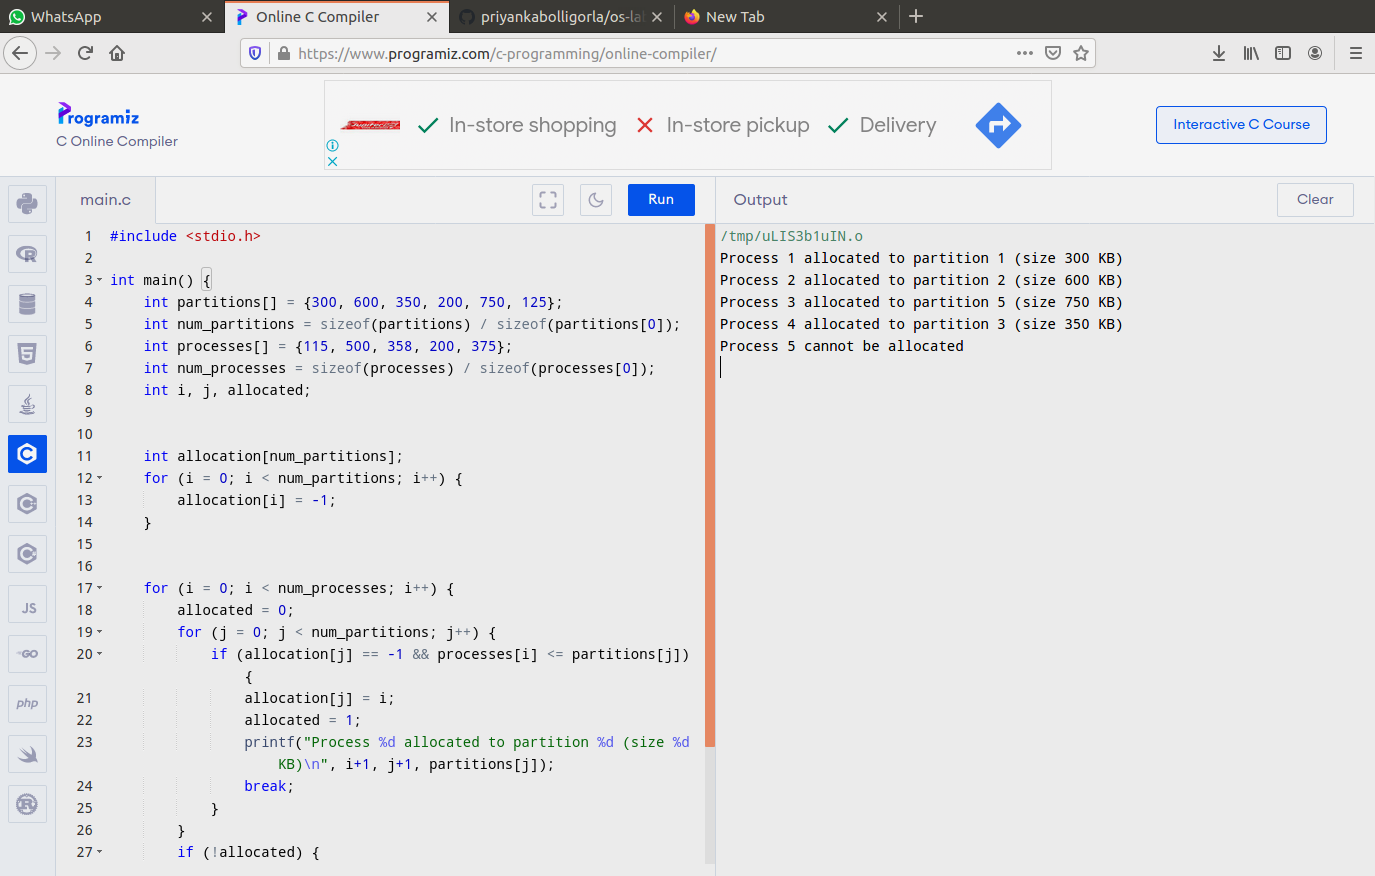 WhatsApp
Online C Compiler
priyankabolligorla/os-la
New Tab
https://www.programiz.com/c-programming/online-compiler/
Programiz
C Online Compiler
In-store shopping
In-store pickup
Delivery
Interactive C Course
main.c
Run
Output
Clear
1 #include <stdio.h>
2
3 int main() {
4 int partitions[] = {300, 600, 350, 200, 750, 125};
5 int num_partitions = sizeof(partitions) / sizeof(partitions[0]);
6 int processes[] = {115, 500, 358, 200, 375};
7 int num_processes = sizeof(processes) / sizeof(processes[0]);
8 int i, j, allocated;
9
10
11 int allocation[num_partitions];
12 for (i = 0; i < num_partitions; i++) {
13 allocation[i] = -1;
14 }
15
16
17 for (i = 0; i < num_processes; i++) {
18 allocated = 0;
19 for (j = 0; j < num_partitions; j++) {
20 if (allocation[j] == -1 && processes[i] <= partitions[j])
{
21 allocation[j] = i;
22 allocated = 1;
23 printf("Process %d allocated to partition %d (size %d
KB)\n", i+1, j+1, partitions[j]);
24 break;
25 }
26 }
27 if (!allocated) {
/tmp/uLIS3b1uIN.o
Process 1 allocated to partition 1 (size 300 KB)
Process 2 allocated to partition 2 (size 600 KB)
Process 3 allocated to partition 5 (size 750 KB)
Process 4 allocated to partition 3 (size 350 KB)
Process 5 cannot be allocated
JS
GO
php